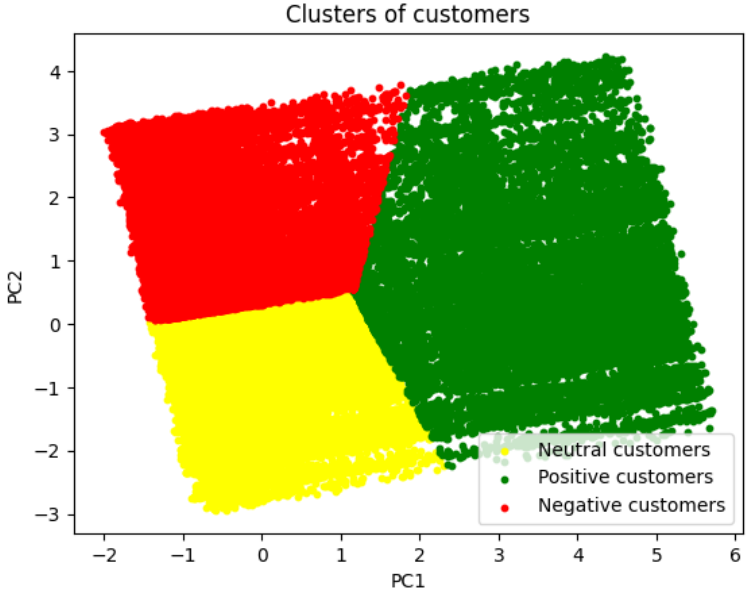 Clusters of customers
4
3
2
1
0
−1
−2
−3
PC2
Neutral customers
Positive customers
Negative customers
−2 −1 0 1 2 3 4 5 6
PC1